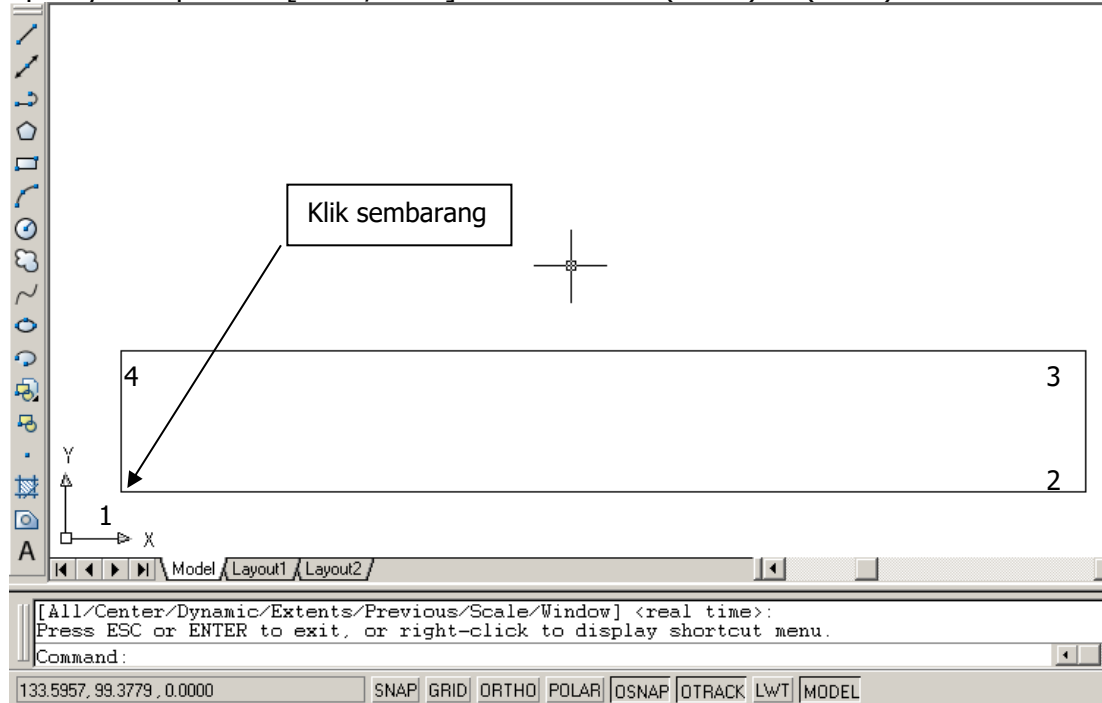 Klik sembarang
4
3
Y
2
1
X
A
Model Layout1 Layout2
[All/Center/Dynamic/Extents/Previous/Scale/Window] <real time>:
Press ESC or ENTER to exit, or right-click to display shortcut menu.
Command:
133.5957, 99.3779 , 0.0000 SNAP GRID ORTHO POLAR OSNAP OTRACK LWT MODEL